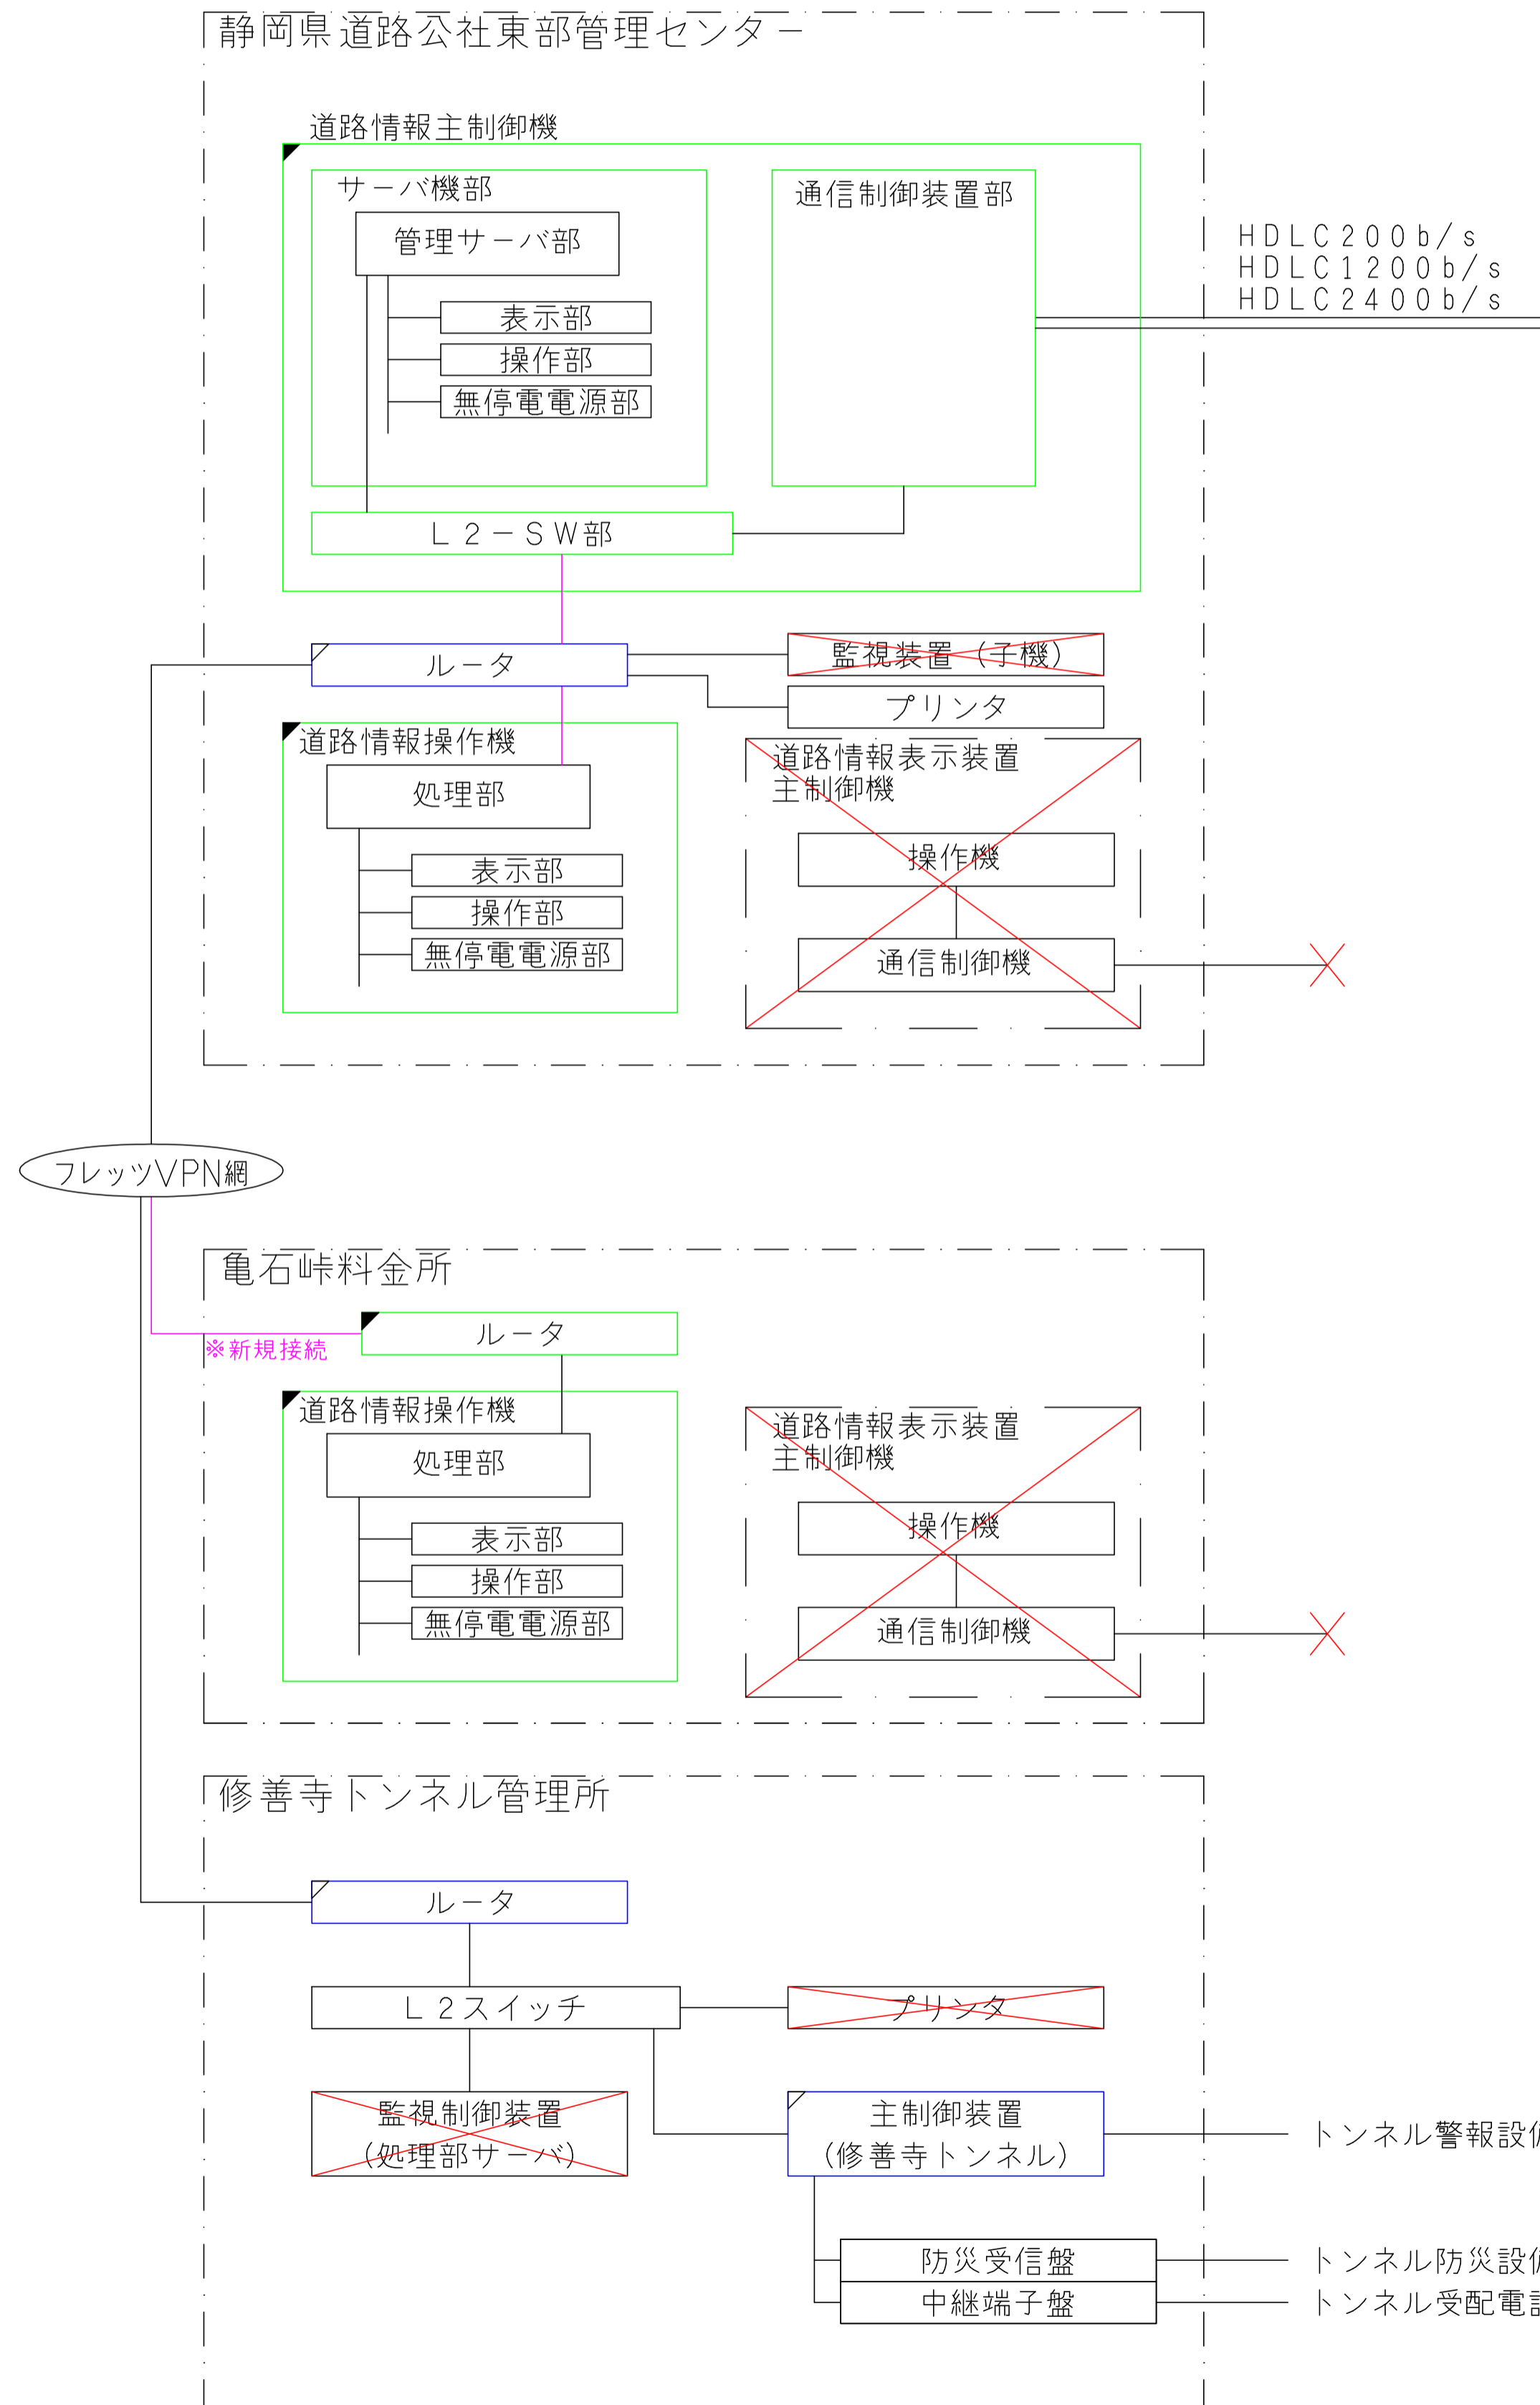 静岡県道路公社東部管理センター
道路情報主制御機
サーバ機部
通信制御装置部
管理サーバ部
表示部
操作部
無停電電源部
HDLC200b/s
HDLC1200b/s
HDLC2400b/s
L2-SW部
ルータ
監視装置(子機)
プリンタ
道路情報操作機
処理部
表示部
操作部
無停電電源部
道路情報表示装置
主制御機
操作機
通信制御機
フレッツVPN網
亀石峠料金所
ルータ
※新規接続
道路情報操作機
処理部
表示部
操作部
無停電電源部
道路情報表示装置
主制御機
操作機
通信制御機
修善寺トンネル管理所
ルータ
L2スイッチ
プリンタ
監視制御装置
(処理部サーバ)
主制御装置
(修善寺トンネル)
トンネル警報設
防災受信盤
トンネル防災設
中継端子盤
トンネル受配電